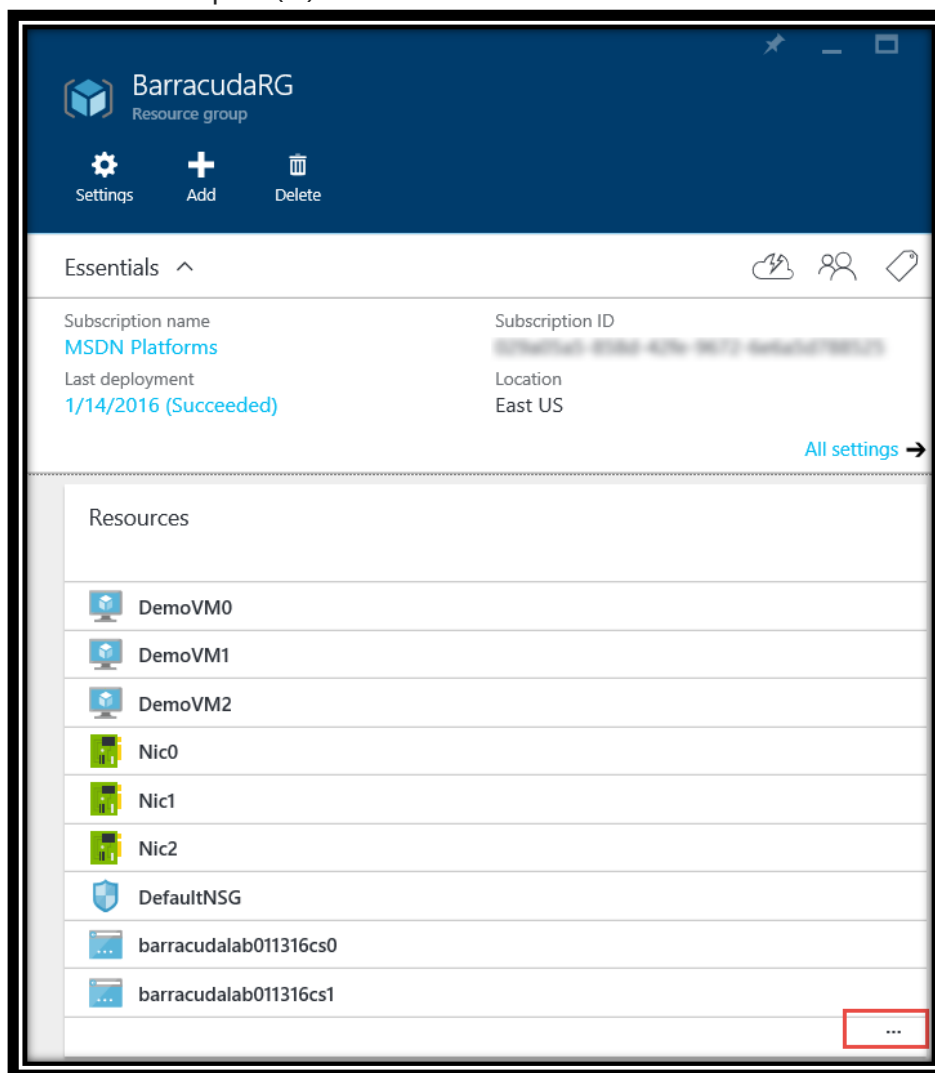 BarracudaRG
Resource group
Settings Add Delete
Essentials
Subscription name Subscription ID
MSDN Platforms
Last deployment Location
1/14/2016 (Succeeded) East US
All settings
Resources
DemoVM0
DemoVM1
DemoVM2
Nic0
Nic1
Nic2
DefaultNSG
barracudalab011316cs0
barracudalab011316cs1
...